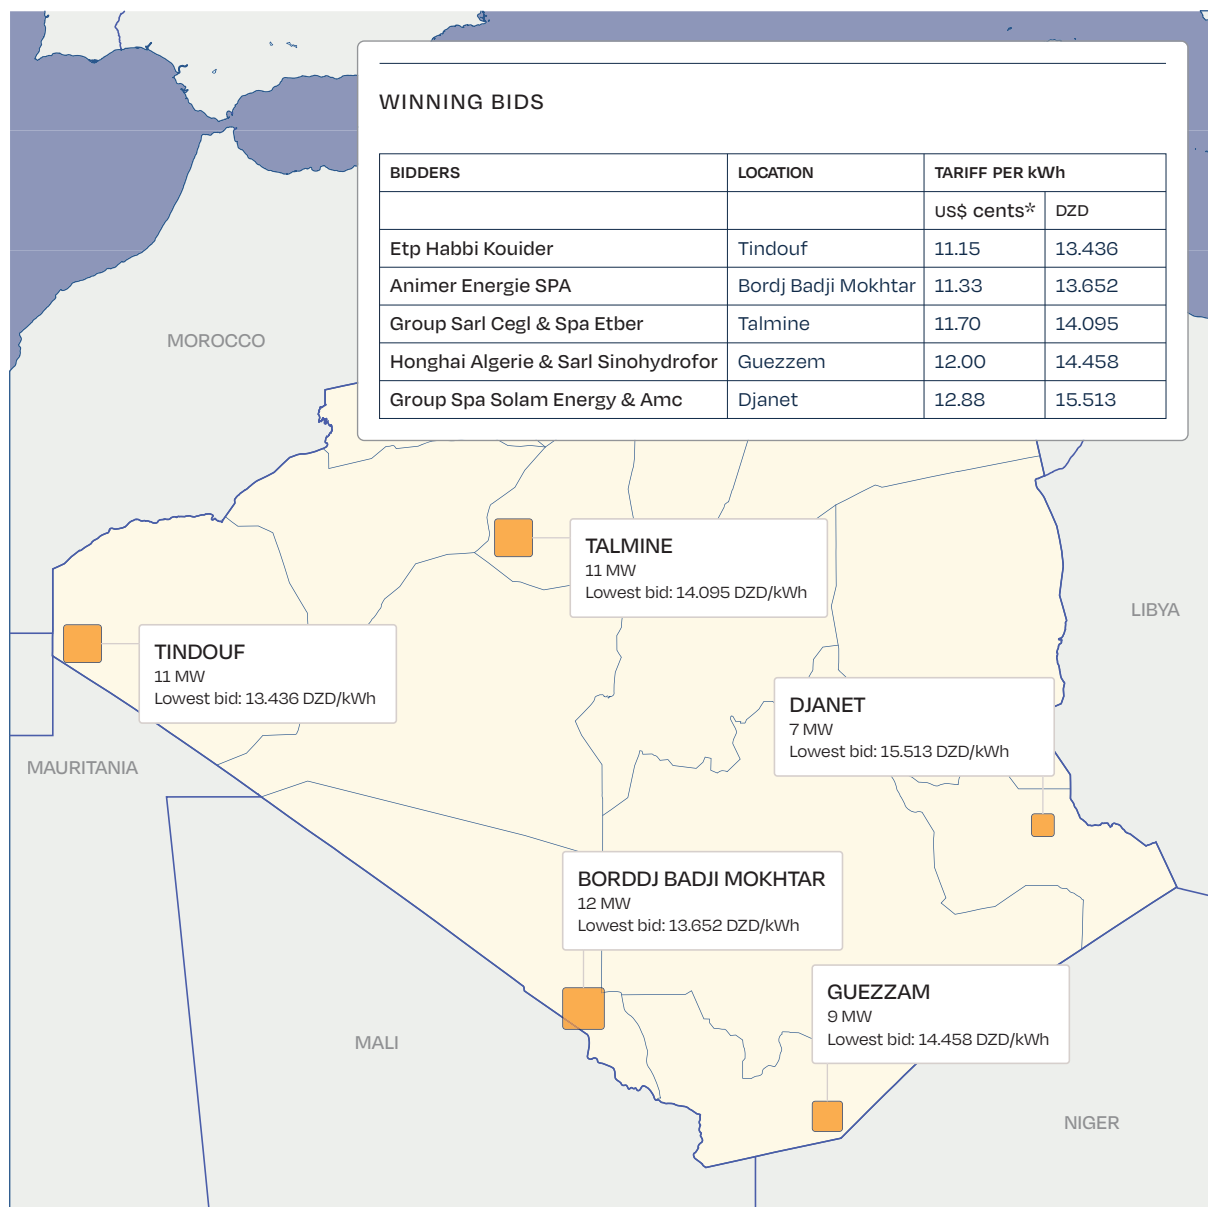 WINNING BIDS
BIDDERS LOCATION TARIFF PER kWh
US$ cents* DZD
Etp Habbi Kouider Tindouf 11.15 13.436
Animer Energie SPA Bordj Badji Mokhtar 11.33 13.652
Group Sarl Cegl & Spa Etber Talmine 11.70 14.095
Honghai Algerie & Sarl Sinohydrofor Guezzem 12.00 14.458
Group Spa Solam Energy & Amc Djanet 12.88 15.513
MOROCCO
TALMINE
11 MW
Lowest bid: 14.095 DZD/kWh
LIBYA
TINDOUF
11 MW
Lowest bid: 13.436 DZD/kWh
DJANET
7 MW
Lowest bid: 15.513 DZD/kWh
MAURITANIA
BORDDJ BADJI MOKHTAR
12 MW
Lowest bid: 13.652 DZD/kWh
GUEZZAM
9 MW
Lowest bid: 14.458 DZD/kWh
MALI
NIGER